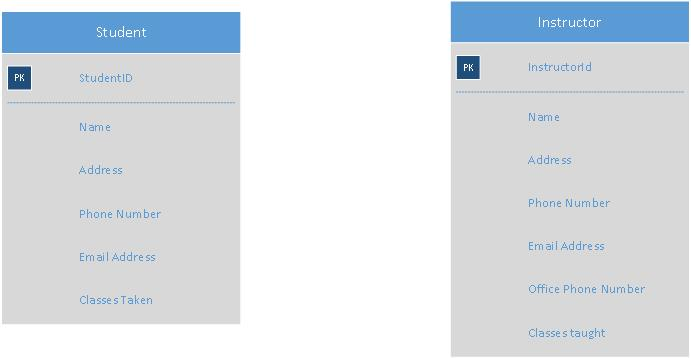 Student
PK StudentID
Name
Address
Phone Number
Email Address
Classes Taken
Instructor
PK InstructorId
Name
Address
Phone Number
Email Address
Office Phone Number
Classes taught